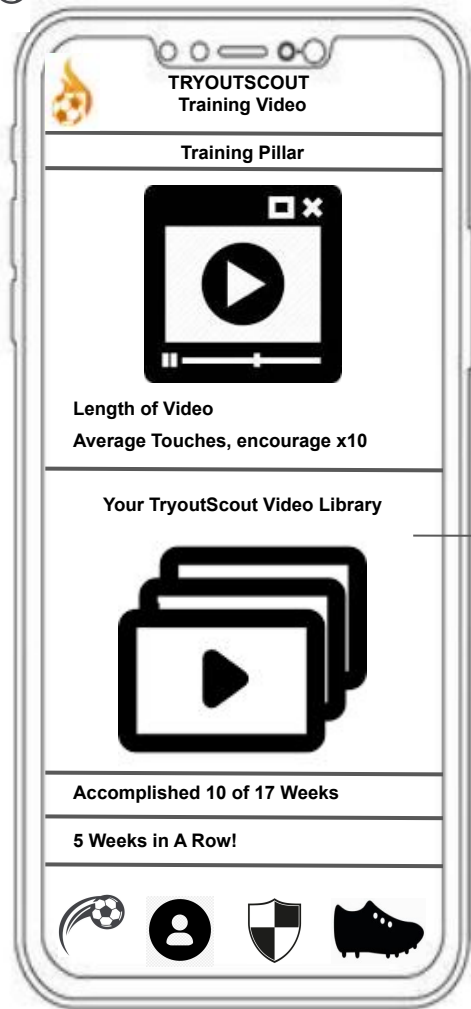 TRYOUTSCOUT
Training Video
Training Pillar
Length of Video
Average Touches, encourage x10
Your TryoutScout Video Library
Accomplished 10 of 17 Weeks
5 Weeks in A Row!